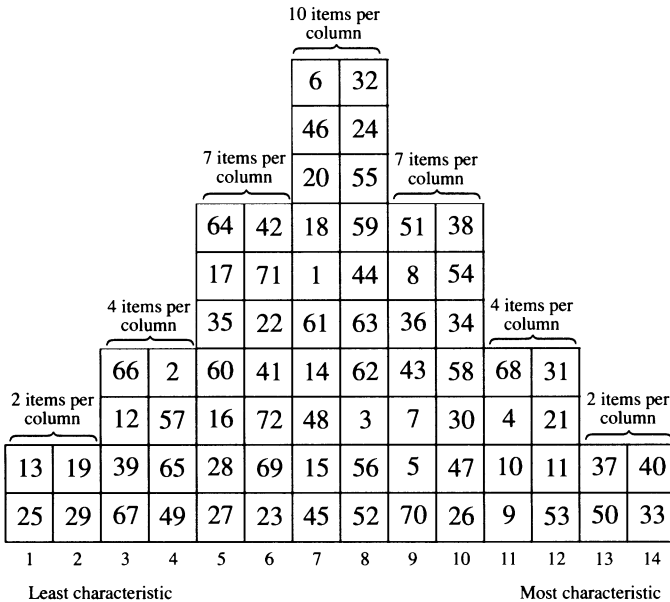 10 items per
column
6 32
46 24
7 items per
column
20 55
7 items per
column
64 42 18 59 51 38
17 71 1 44 8 54
4 items per
column
35 22 61 63 36 34
4 items per
column
66 2 60 41 14 62 43 58 68 31
2 items per
column
12 57 16 72 48 3 7 30 4 21
2 items per
column
13 19 39 65 28 69 15 56 5 47 10 11 37 40
25 29 67 49 27 23 45 52 70 26 9 53 50 33
1 2 3 4 5 6 7 8 9 10 11 12 13 14
Least characteristic Most characteristic